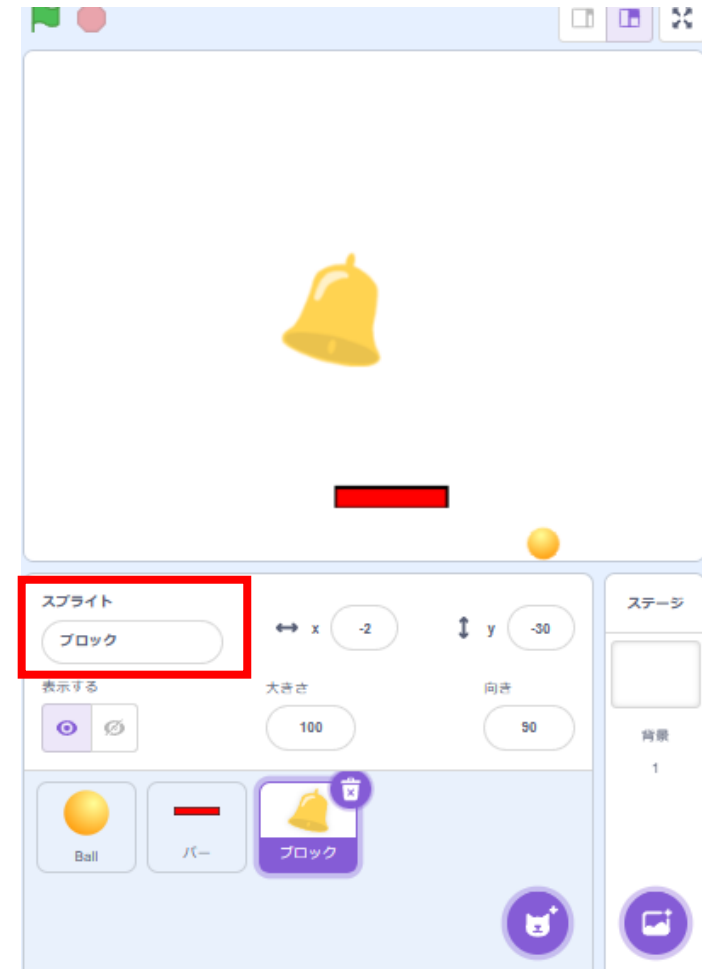 スプライト
ブロック
x -2
y -30
ステージ
表示する
大きさ
100
向き
90
背景
1
Ball
バー
ブロック